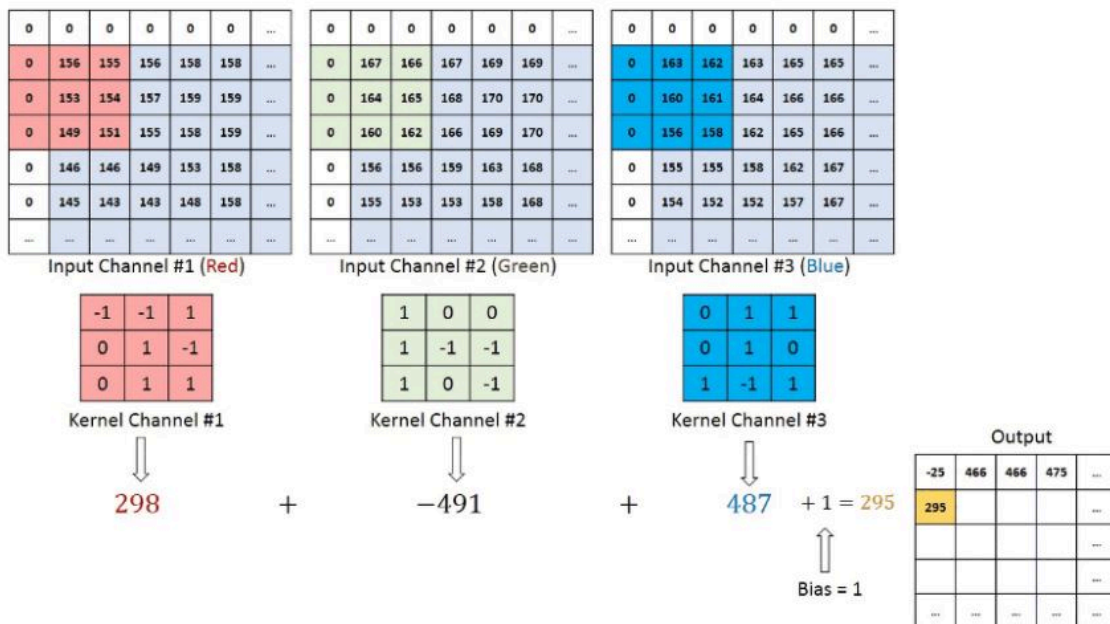 0 0 0 0 0 0 ...
0 156 155 156 158 158 ...
0 153 154 157 159 159 ...
0 149 151 155 158 159 ...
0 146 146 149 153 158 ...
0 145 143 143 148 158 ...
... ... ... ... ... ... ...
Input Channel #1 (Red)
0 0 0 0 0 0 ...
0 167 166 167 169 169 ...
0 164 165 168 170 170 ...
0 160 162 166 169 170 ...
0 156 156 159 163 168 ...
0 155 153 153 158 168 ...
... ... ... ... ... ... ...
Input Channel #2 (Green)
0 0 0 0 0 0 ...
0 163 162 163 165 165 ...
0 160 161 164 166 166 ...
0 156 158 162 165 166 ...
0 155 155 158 162 167 ...
0 154 152 152 157 167 ...
... ... ... ... ... ... ...
Input Channel #3 (Blue)
-1 -1 1
0 1 -1
0 1 1
Kernel Channel #1
1 0 0
1 -1 -1
1 0 -1
Kernel Channel #2
0 1 1
0 1 0
1 -1 1
Kernel Channel #3
298 + −491 + 487 + 1 = 295
Bias = 1
Output
-25 466 466 475 ...
295 ...
...
...
... ... ... ... ...